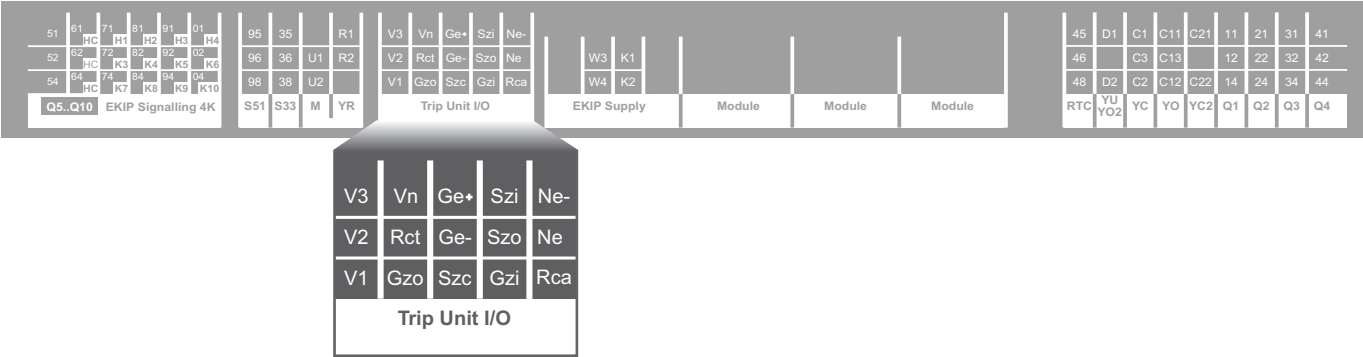 51 61 HC 71 H1 81 H2 91 H3 01 H4 95 35 R1 V3 Vn Ge+ Szi Ne- 45 D1 C1 C11 C21 11 21 31 41
52 62 HC 72 K3 82 K4 92 K5 02 K6 96 36 U1 R2 V2 Rct Ge- Szo Ne W3 K1 46 C3 C13 12 22 32 42
54 64 HC 74 K7 84 K8 94 K9 04 K10 98 38 U2 V1 Gzo Szc Gzi Rca W4 K2 48 D2 C2 C12 C22 14 24 34 44
Q5..Q10 EKIP Signalling 4K S51 S33 M YR Trip Unit I/O EKIP Supply Module Module Module RTC YU YO2 YC YO YC2 Q1 Q2 Q3 Q4
V3 Vn Ge+ Szi Ne-
V2 Rct Ge- Szo Ne
V1 Gzo Szc Gzi Rca
Trip Unit I/O